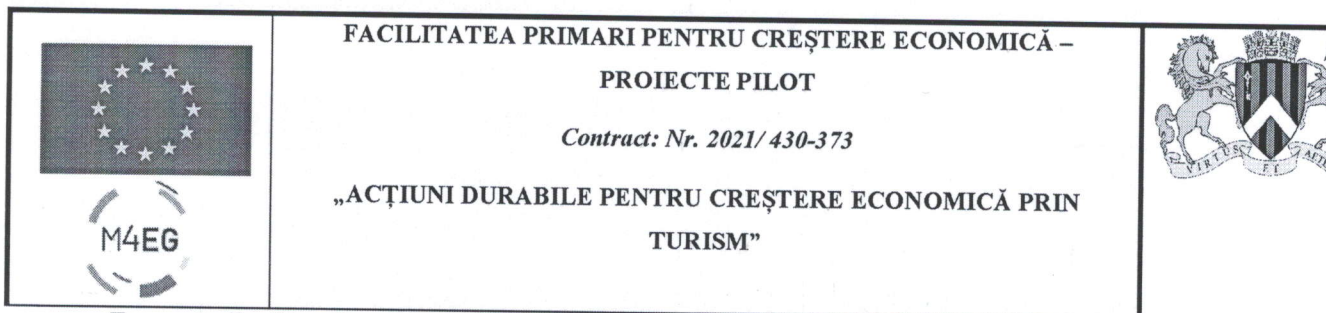 FACILITATEA PRIMARI PENTRU CREȘTERE ECONOMICĂ –
PROIECTE PILOT
Contract: Nr. 2021/ 430-373
„ACȚIUNI DURABILE PENTRU CREȘTERE ECONOMICĂ PRIN
TURISM”
M4EG
VIRTUS
ET